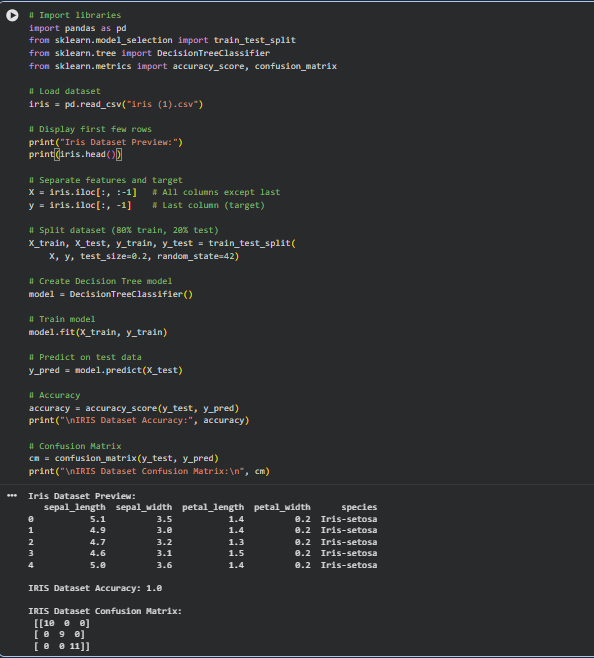 # Import libraries
import pandas as pd
from sklearn.model_selection import train_test_split
from sklearn.tree import DecisionTreeClassifier
from sklearn.metrics import accuracy_score, confusion_matrix

# Load dataset
iris = pd.read_csv("iris (1).csv")

# Display first few rows
print("Iris Dataset Preview:")
print(iris.head())

# Separate features and target
X = iris.iloc[:, :-1]   # All columns except last
y = iris.iloc[:, -1]    # Last column (target)

# Split dataset (80% train, 20% test)
X_train, X_test, y_train, y_test = train_test_split(
    X, y, test_size=0.2, random_state=42)

# Create Decision Tree model
model = DecisionTreeClassifier()

# Train model
model.fit(X_train, y_train)

# Predict on test data
y_pred = model.predict(X_test)

# Accuracy
accuracy = accuracy_score(y_test, y_pred)
print("\nIRIS Dataset Accuracy:", accuracy)

# Confusion Matrix
cm = confusion_matrix(y_test, y_pred)
print("\nIRIS Dataset Confusion Matrix:\n", cm)

Iris Dataset Preview:
   sepal_length  sepal_width  petal_length  petal_width      species
0           5.1          3.5           1.4          0.2  Iris-setosa
1           4.9          3.0           1.4          0.2  Iris-setosa
2           4.7          3.2           1.3          0.2  Iris-setosa
3           4.6          3.1           1.5          0.2  Iris-setosa
4           5.0          3.6           1.4          0.2  Iris-setosa

IRIS Dataset Accuracy: 1.0

IRIS Dataset Confusion Matrix:
 [[10  0  0]
 [ 0  9  0]
 [ 0  0 11]]